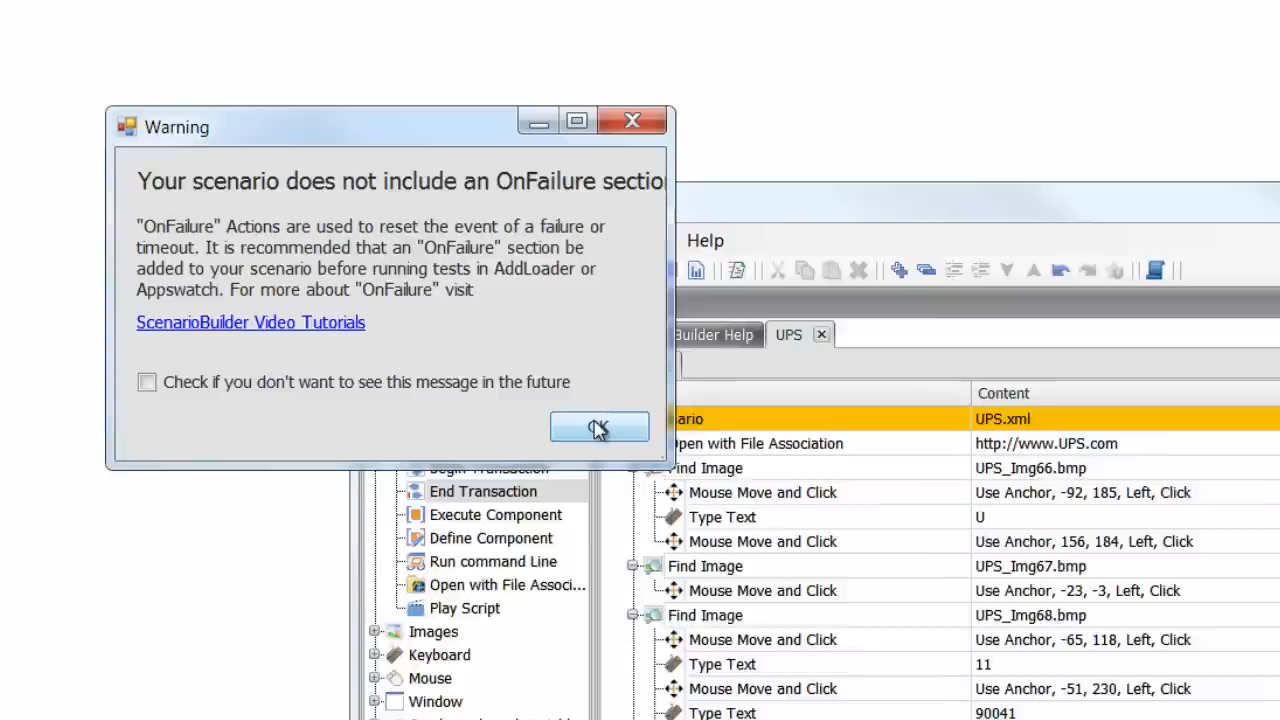 Warning
Your scenario does not include an OnFailure sectio
"OnFailure" Actions are used to reset the event of a failure or
timeout. It is recommended that an "OnFailure" section be
added to your scenario before running tests in AddLoader or
Appswatch. For more about "OnFailure" visit
ScenarioBuilder Video Tutorials
Check if you don't want to see this message in the future
OK
Help
Builder Help
UPS
Content
ario
UPS.xml
Open with File Association
http://www.UPS.com
Find Image
UPS_Img66.bmp
Mouse Move and Click
Use Anchor, -92, 185, Left, Click
Type Text
U
Mouse Move and Click
Use Anchor, 156, 184, Left, Click
Find Image
UPS_Img67.bmp
Mouse Move and Click
Use Anchor, -23, -3, Left, Click
Find Image
UPS_Img68.bmp
Mouse Move and Click
Use Anchor, -65, 118, Left, Click
Type Text
11
Mouse Move and Click
Use Anchor, -51, 230, Left, Click
Type Text
90041
Begin Transaction
End Transaction
Execute Component
Define Component
Run command Line
Open with File Associ...
Play Script
Images
Keyboard
Mouse
Window